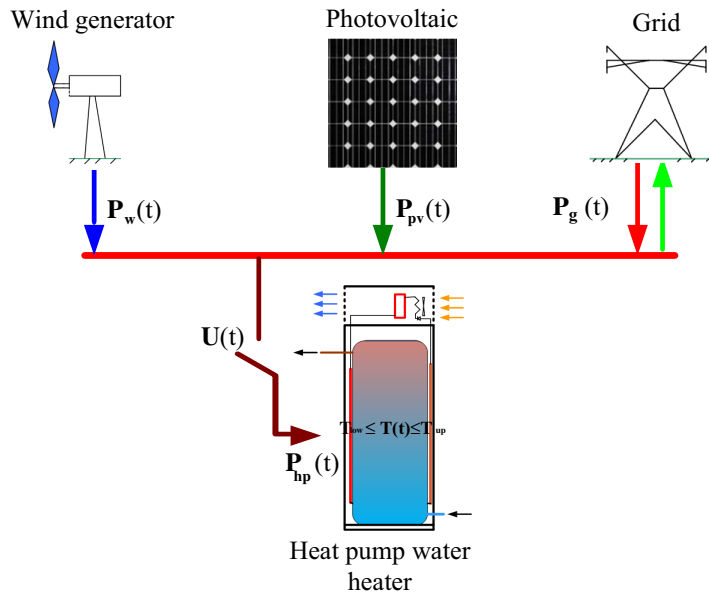 Wind generator
Photovoltaic
Grid
P_w(t)
P_pv(t)
P_g (t)
U(t)
T_low ≤ T(t) ≤ T_up
P_hp (t)
Heat pump water
heater